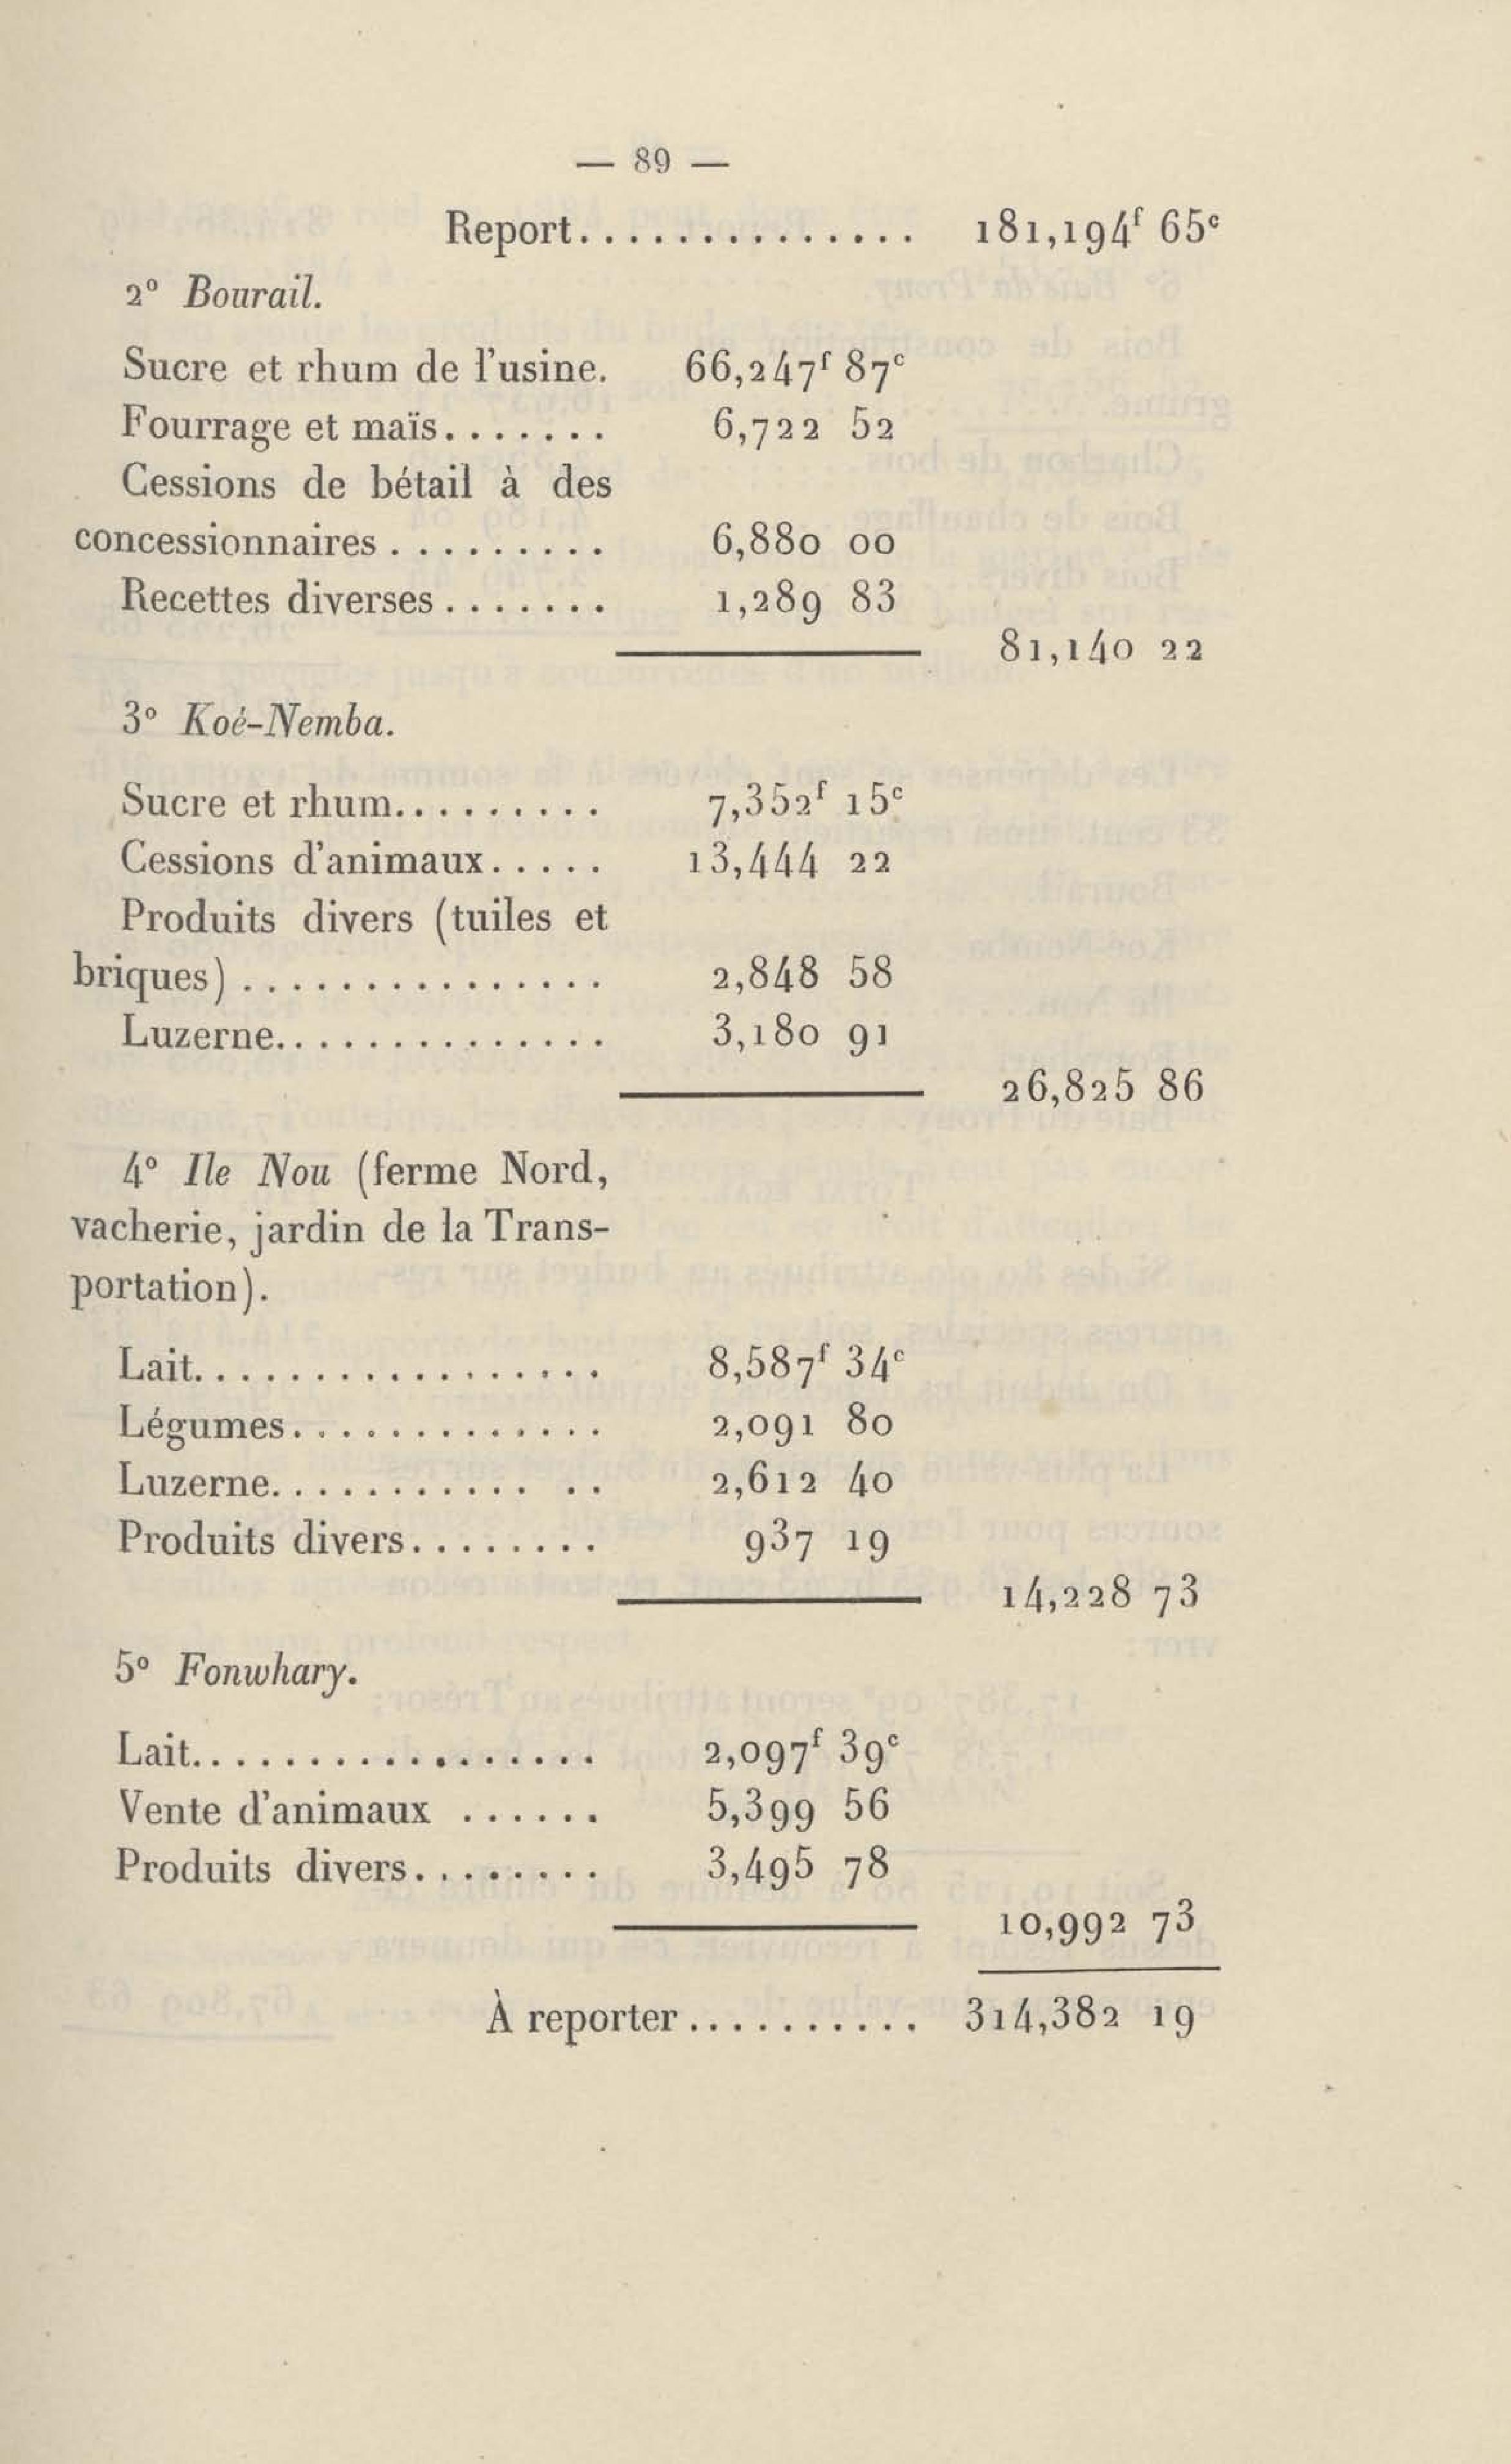 — 89 —
Report.............. 181,194ᶠ 65ᶜ
2° Bourail.
Sucre et rhum de l'usine. 66,247ᶠ 87ᶜ
Fourrage et maïs....... 6,722 52
Cessions de bétail à des
concessionnaires......... 6,880 00
Recettes diverses....... 1,289 83
81,140 22
3° Koé-Nemba.
Sucre et rhum......... 7,352ᶠ 15ᶜ
Cessions d'animaux..... 13,444 22
Produits divers (tuiles et
briques)............... 2,848 58
Luzerne.............. 3,180 91
26,825 86
4° Ile Nou (ferme Nord,
vacherie, jardin de la Trans-
portation).
Lait................. 8,587ᶠ 34ᶜ
Légumes............. 2,091 80
Luzerne........... .. 2,612 40
Produits divers........ 937 19
14,228 73
5° Fonwhary.
Lait................. 2,097ᶠ 39ᶜ
Vente d'animaux ...... 5,399 56
Produits divers........ 3,495 78
10,992 73
À reporter.......... 314,382 19